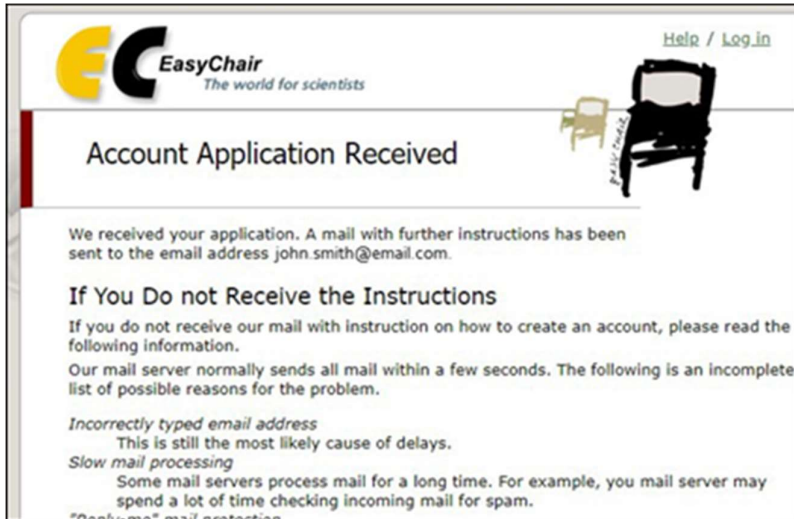 EC EasyChair
The world for scientists
Help / Log in
easy chair
Account Application Received
We received your application. A mail with further instructions has been
sent to the email address john.smith@email.com.
If You Do not Receive the Instructions
If you do not receive our mail with instruction on how to create an account, please read the
following information.
Our mail server normally sends all mail within a few seconds. The following is an incomplete
list of possible reasons for the problem.
Incorrectly typed email address
This is still the most likely cause of delays.
Slow mail processing
Some mail servers process mail for a long time. For example, you mail server may
spend a lot of time checking incoming mail for spam.
"Reply-me" mail protection